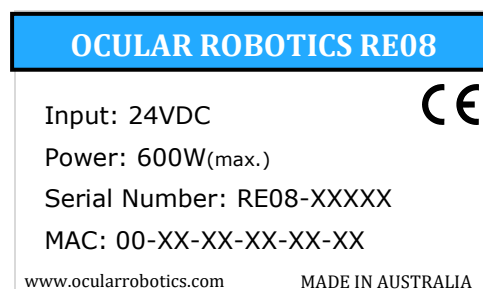 OCULAR ROBOTICS RE08
Input: 24VDC
CE
Power: 600W(max.)
Serial Number: RE08-XXXXX
MAC: 00-XX-XX-XX-XX-XX
www.ocularrobotics.com MADE IN AUSTRALIA